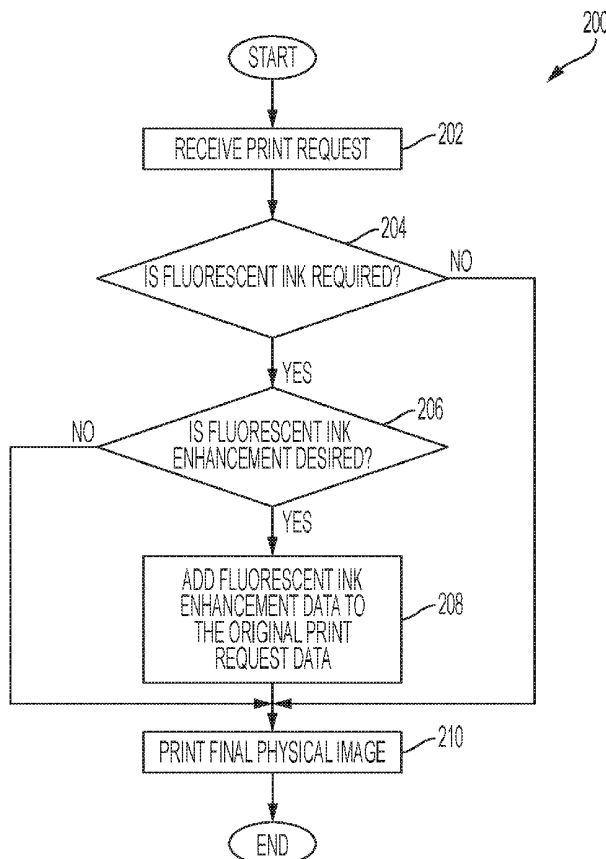 200
START
RECEIVE PRINT REQUEST
202
204
IS FLUORESCENT INK REQUIRED?
NO
YES
206
NO
IS FLUORESCENT INK
ENHANCEMENT DESIRED?
YES
ADD FLUORESCENT INK
ENHANCEMENT DATA TO
THE ORIGINAL PRINT
REQUEST DATA
208
PRINT FINAL PHYSICAL IMAGE
210
END